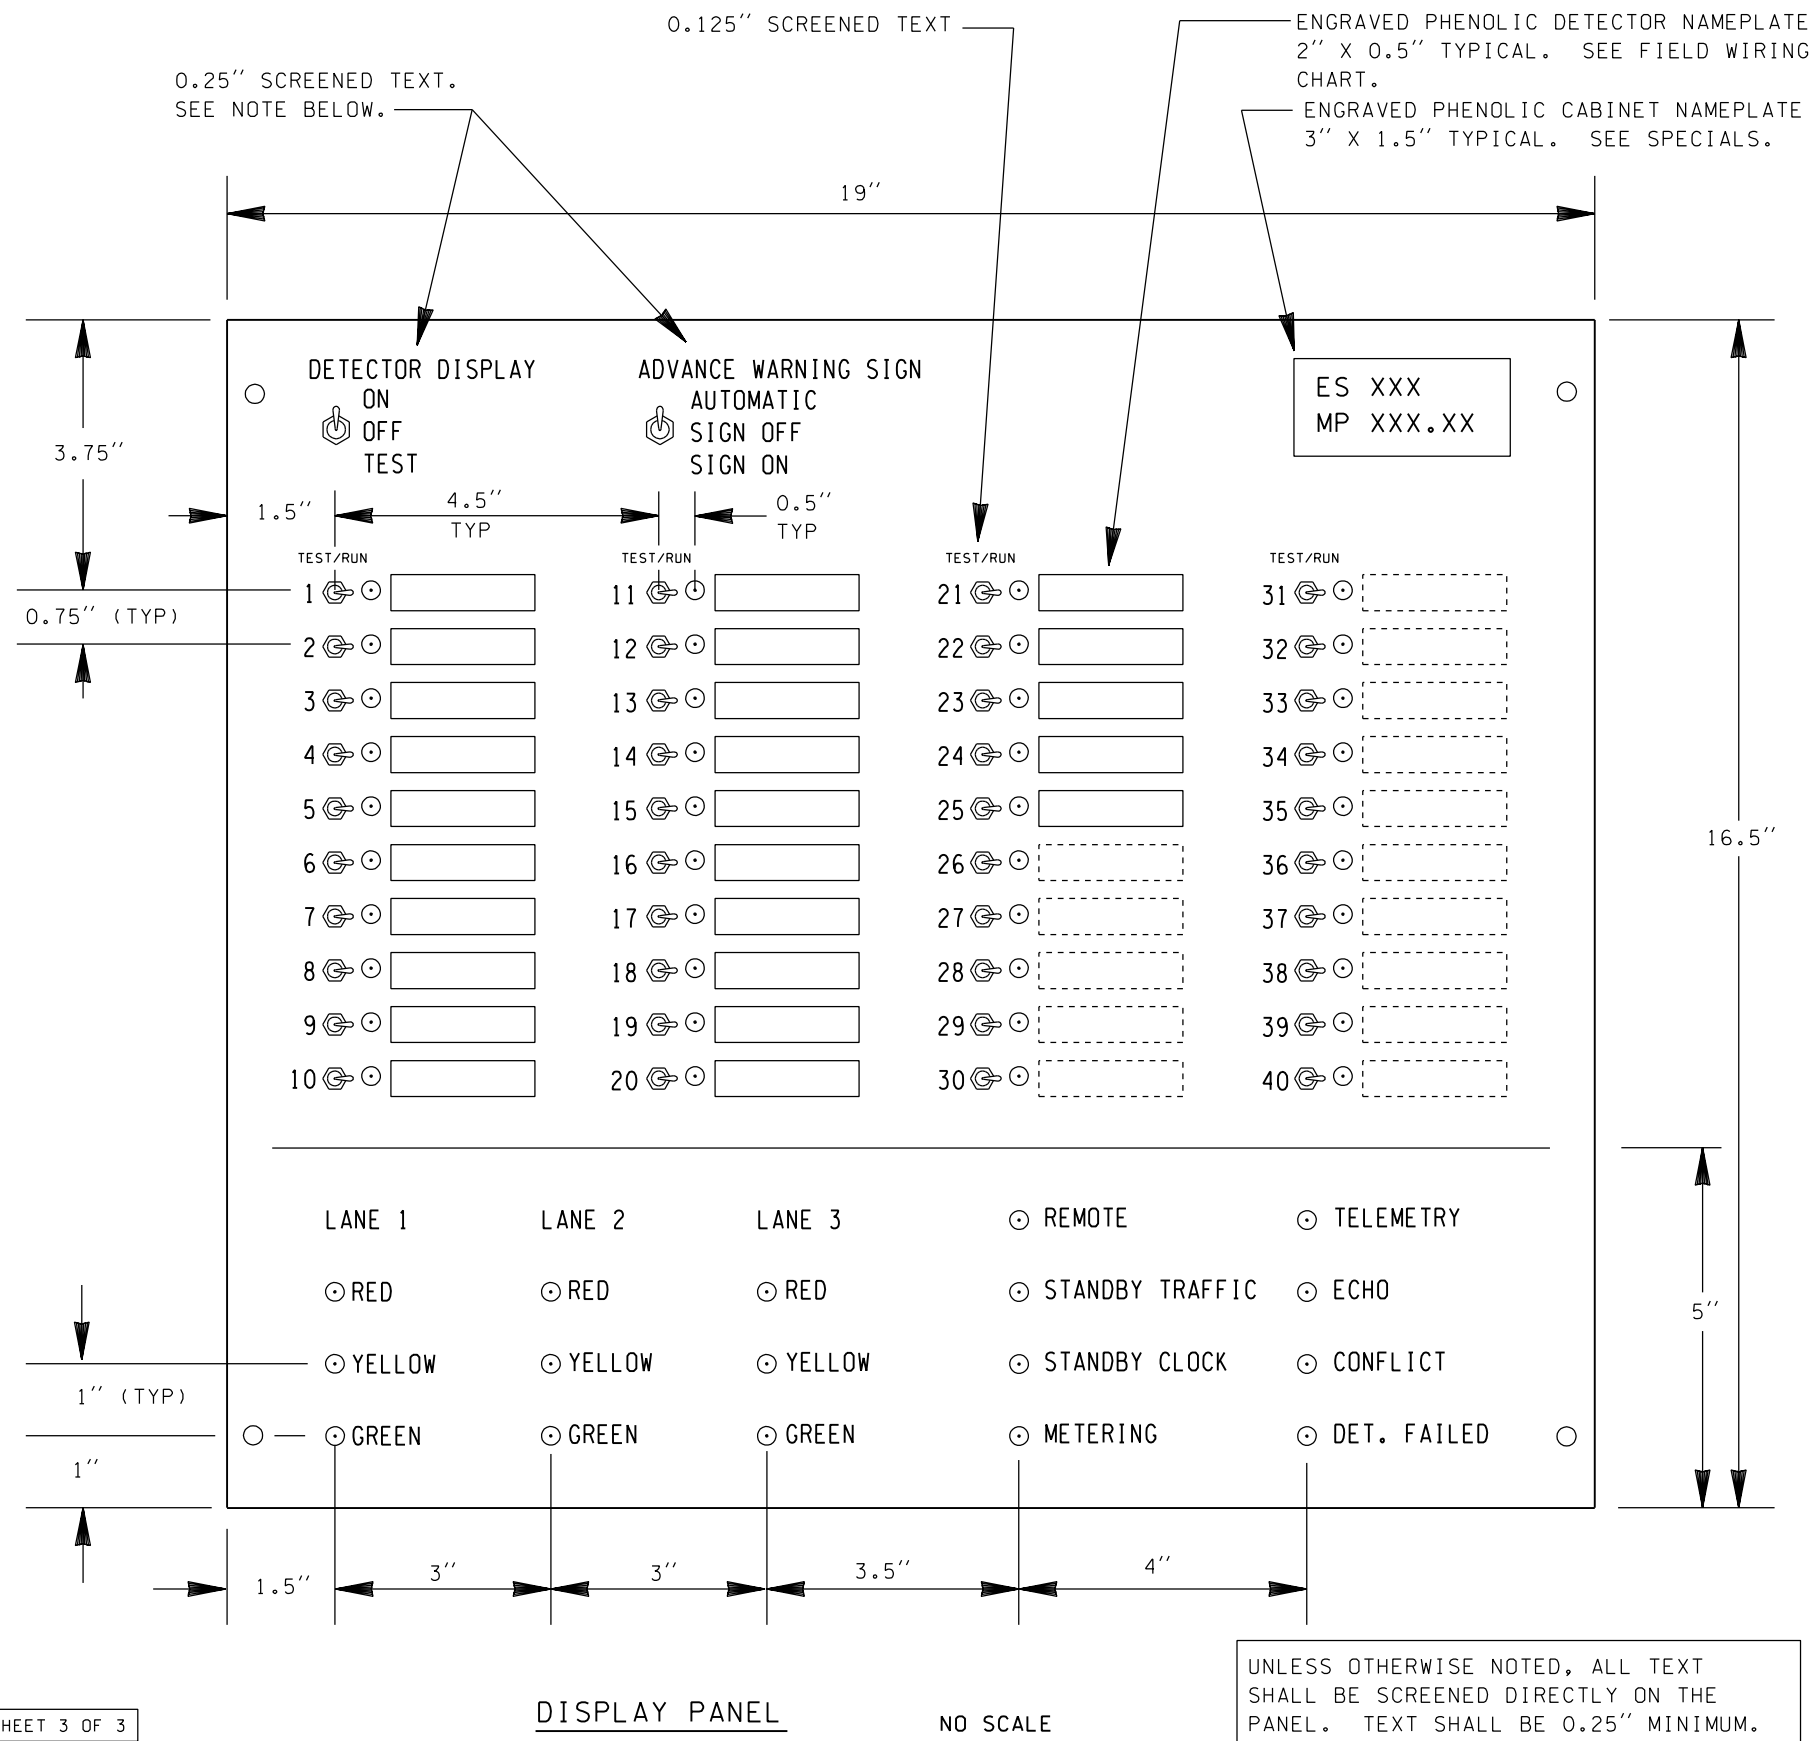 0.125" SCREENED TEXT
ENGRAVED PHENOLIC DETECTOR NAMEPLATE
2" X 0.5" TYPICAL. SEE FIELD WIRING
CHART.
0.25" SCREENED TEXT.
SEE NOTE BELOW.
ENGRAVED PHENOLIC CABINET NAMEPLATE
3" X 1.5" TYPICAL. SEE SPECIALS.
19"
DETECTOR DISPLAY
ON
OFF
TEST
ADVANCE WARNING SIGN
AUTOMATIC
SIGN OFF
SIGN ON
ES XXX
MP XXX.XX
3.75"
1.5"
4.5"
TYP
0.5"
TYP
0.75" (TYP)
16.5"
TEST/RUN
1
2
3
4
5
6
7
8
9
10
TEST/RUN
11
12
13
14
15
16
17
18
19
20
TEST/RUN
21
22
23
24
25
26
27
28
29
30
TEST/RUN
31
32
33
34
35
36
37
38
39
40
LANE 1
RED
YELLOW
GREEN
LANE 2
RED
YELLOW
GREEN
LANE 3
RED
YELLOW
GREEN
REMOTE
STANDBY TRAFFIC
STANDBY CLOCK
METERING
TELEMETRY
ECHO
CONFLICT
DET. FAILED
5"
1" (TYP)
1"
1.5"
3"
3"
3.5"
4"
HEET 3 OF 3
DISPLAY PANEL
NO SCALE
UNLESS OTHERWISE NOTED, ALL TEXT
SHALL BE SCREENED DIRECTLY ON THE
PANEL. TEXT SHALL BE 0.25" MINIMUM.